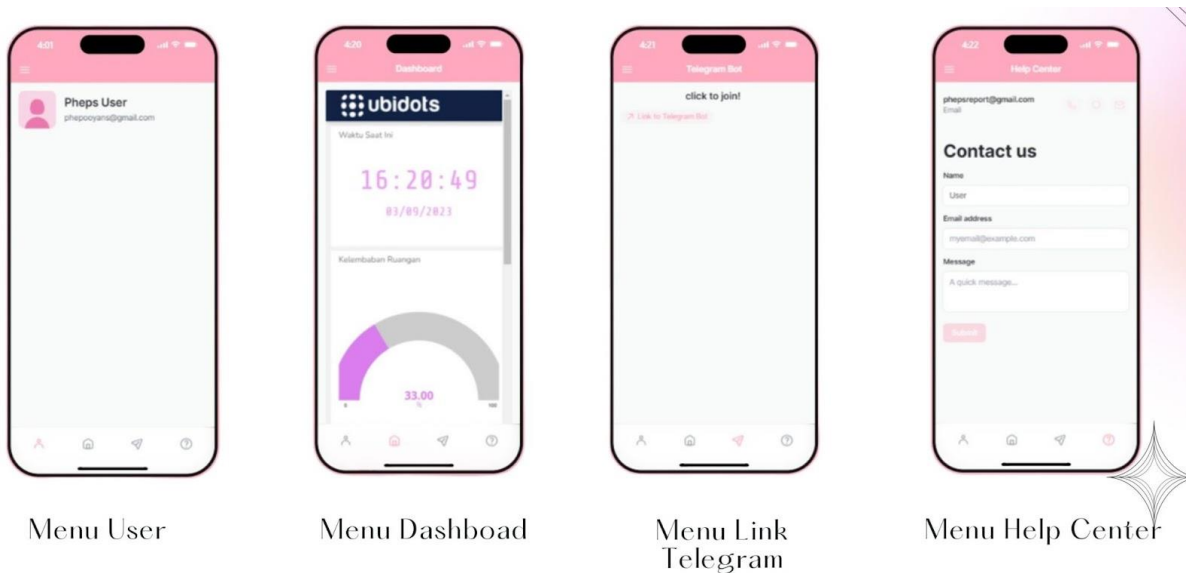 4:01
Pheps User
phepooyans@gmail.com
Menu User
4:20
Dashboard
ubidots
Waktu Saat Ini
16:20:49
03/09/2023
Kelembaban Ruangan
33.00
%
0
100
Menu Dashboad
4:21
Telegram Bot
click to join!
Link to Telegram Bot
Menu Link
Telegram
4:22
Help Center
phepsreport@gmail.com
Email
Contact us
Name
User
Email address
myemail@example.com
Message
A quick message...
Submit
Menu Help Center